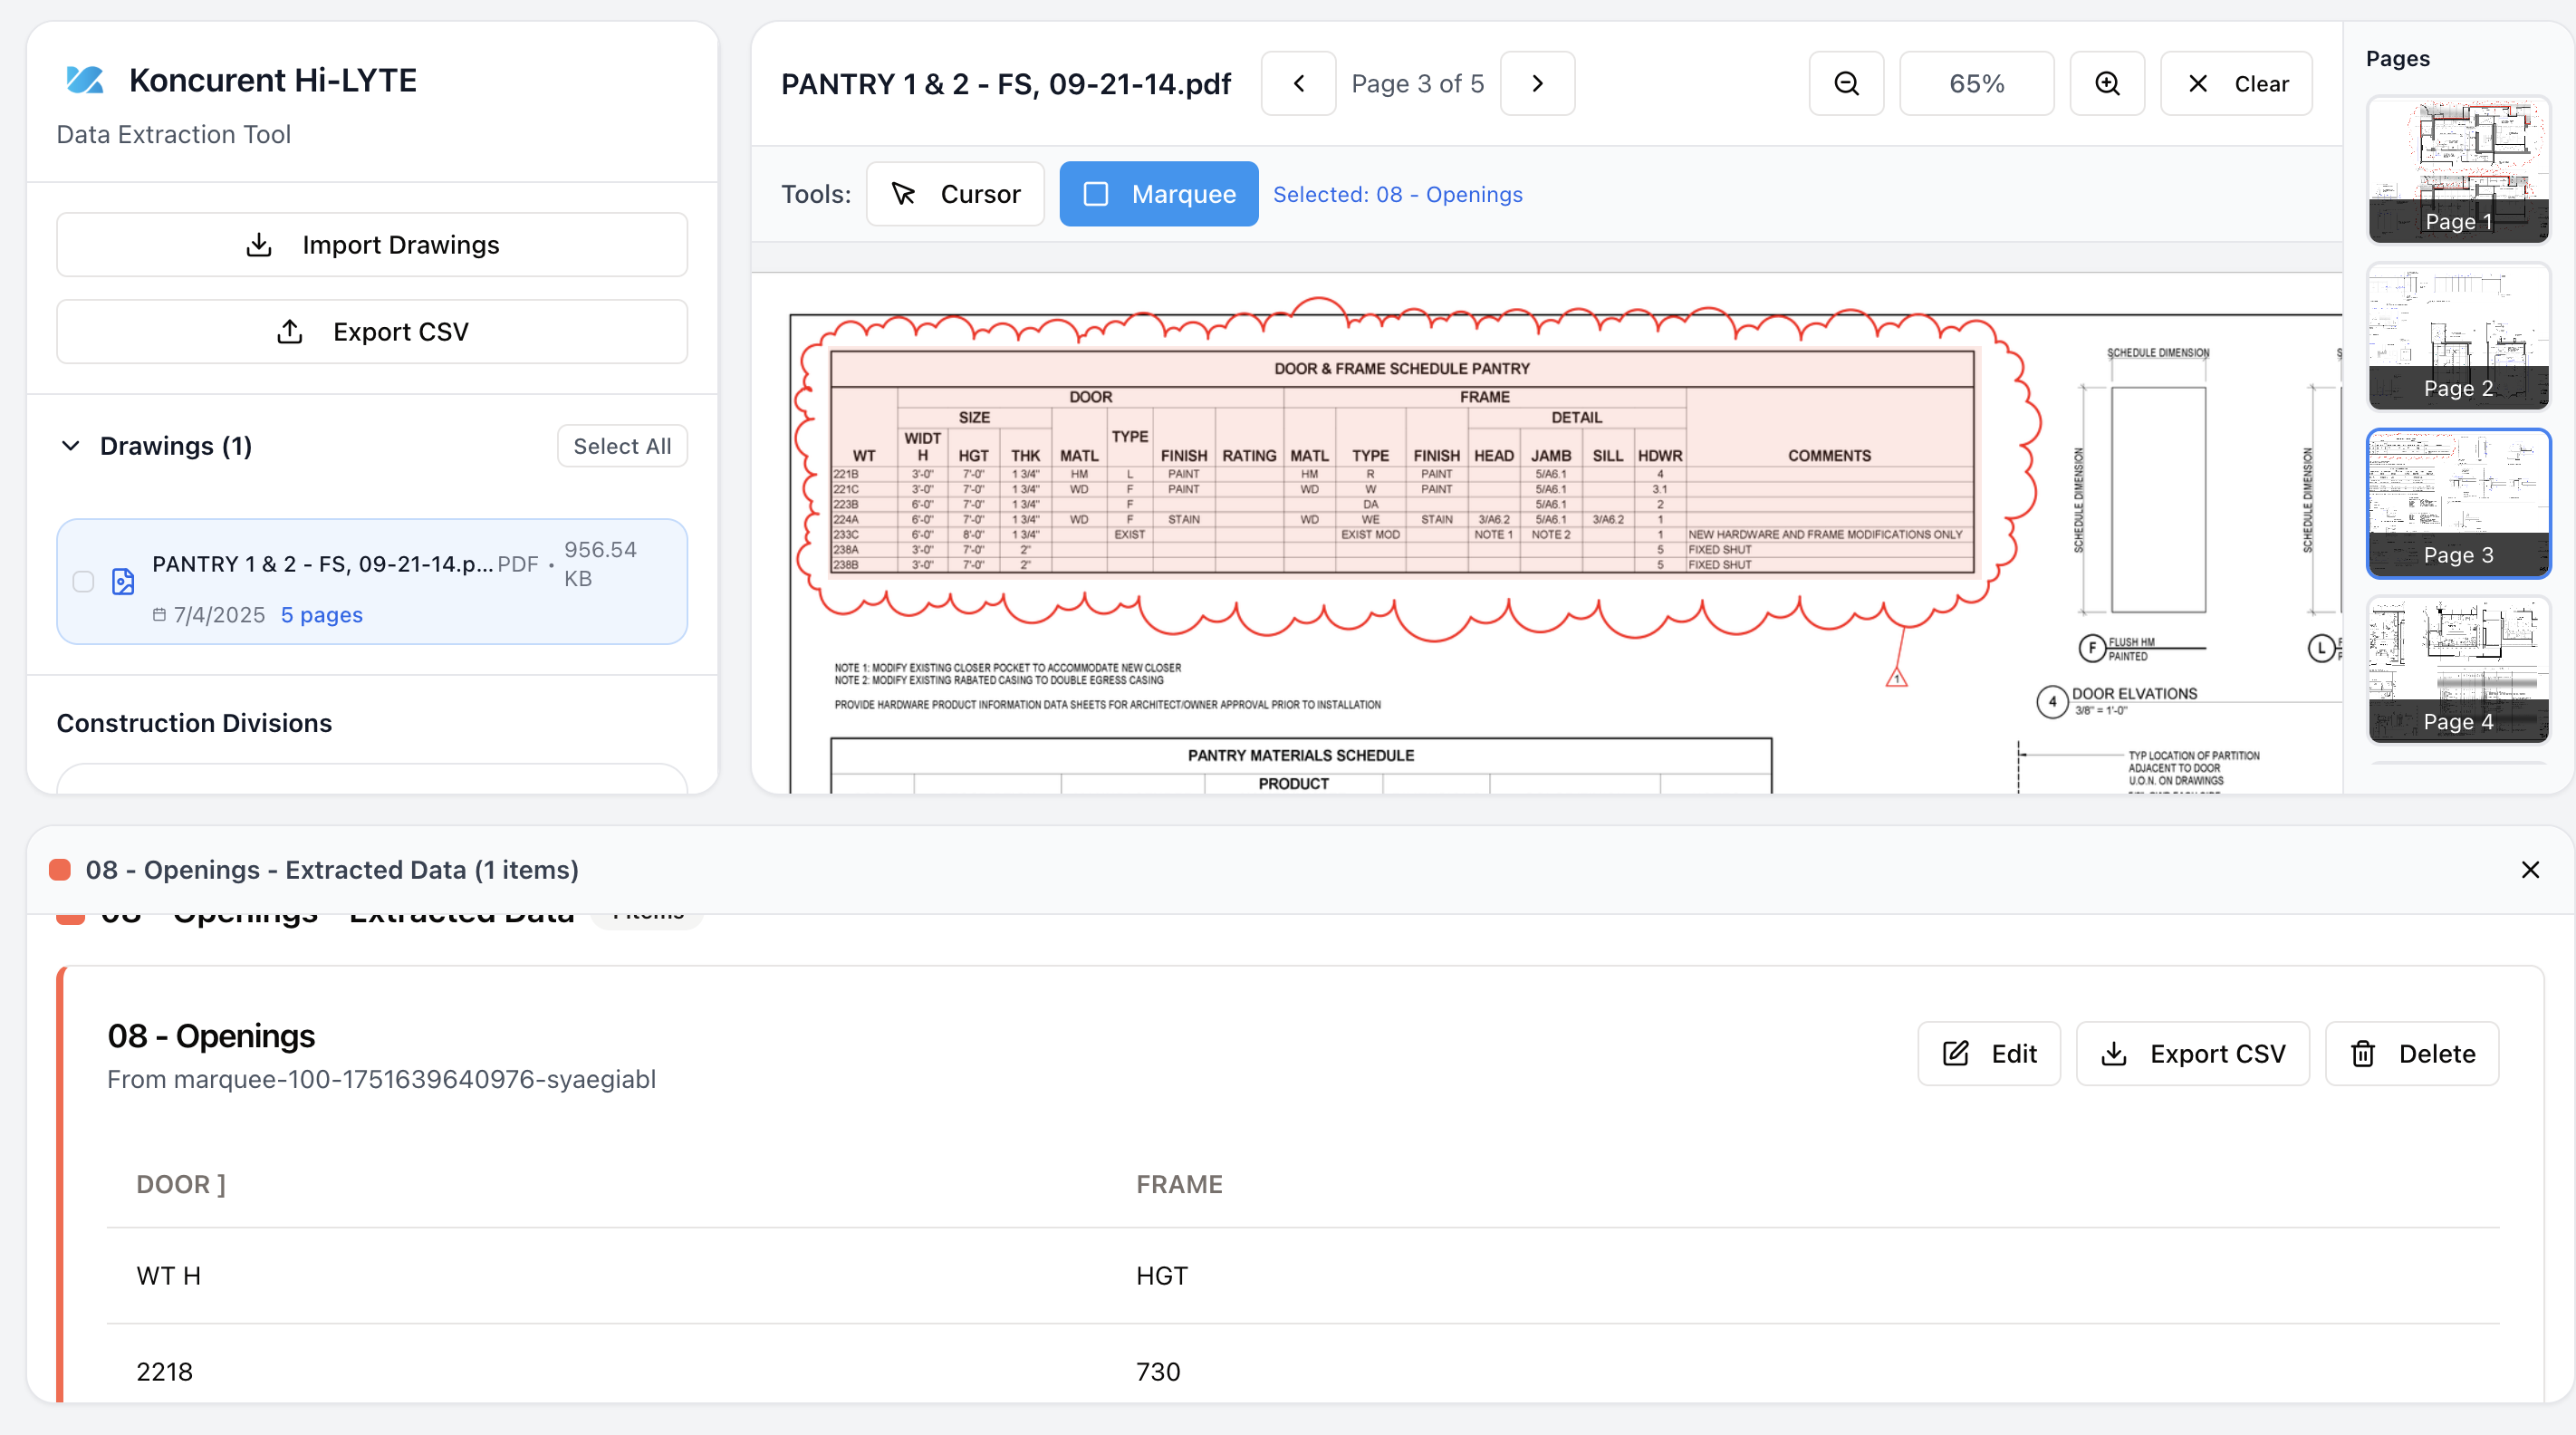 Koncurent Hi-LYTE
Data Extraction Tool
Import Drawings
Export CSV
Drawings (1)
Select All
PANTRY 1 & 2 - FS, 09-21-14.p... PDF • 956.54 KB
7/4/2025 5 pages
Construction Divisions
PANTRY 1 & 2 - FS, 09-21-14.pdf
Page 3 of 5
65%
Clear
Tools: Cursor Marquee Selected: 08 - Openings
DOOR & FRAME SCHEDULE PANTRY
DOOR FRAME
SIZE DETAIL
WT WIDT H HGT THK MATL TYPE FINISH RATING MATL TYPE FINISH HEAD JAMB SILL HDWR COMMENTS
221B 3'-0" 7'-0" 1 3/4" HM L PAINT HM R PAINT 5/A6.1 4
221C 3'-0" 7'-0" 1 3/4" WD F PAINT WD W PAINT 5/A6.1 3.1
223B 6'-0" 7'-0" 1 3/4" F DA 5/A6.1 2
224A 6'-0" 7'-0" 1 3/4" WD F STAIN WD WE STAIN 3/A6.2 5/A6.1 3/A6.2 1
233C 6'-0" 8'-0" 1 3/4" EXIST EXIST MOD NOTE 1 NOTE 2 1 NEW HARDWARE AND FRAME MODIFICATIONS ONLY
238A 3'-0" 7'-0" 2" 5 FIXED SHUT
238B 3'-0" 7'-0" 2" 5 FIXED SHUT
1
NOTE 1: MODIFY EXISTING CLOSER POCKET TO ACCOMMODATE NEW CLOSER
NOTE 2: MODIFY EXISTING RABATED CASING TO DOUBLE EGRESS CASING
PROVIDE HARDWARE PRODUCT INFORMATION DATA SHEETS FOR ARCHITECT/OWNER APPROVAL PRIOR TO INSTALLATION
PANTRY MATERIALS SCHEDULE
PRODUCT
SCHEDULE DIMENSION
SCHEDULE DIMENSION
SCHEDULE DIMENSION
F FLUSH HM
PAINTED
L
4 DOOR ELVATIONS
3/8" = 1'-0"
TYP LOCATION OF PARTITION
ADJACENT TO DOOR
U.O.N. ON DRAWINGS
Pages
Page 1
Page 2
Page 3
Page 4
08 - Openings - Extracted Data (1 items)
08 - Openings - Extracted Data 1 items
08 - Openings
From marquee-100-1751639640976-syaegiabl
Edit
Export CSV
Delete
DOOR ] FRAME
WT H HGT
2218 730